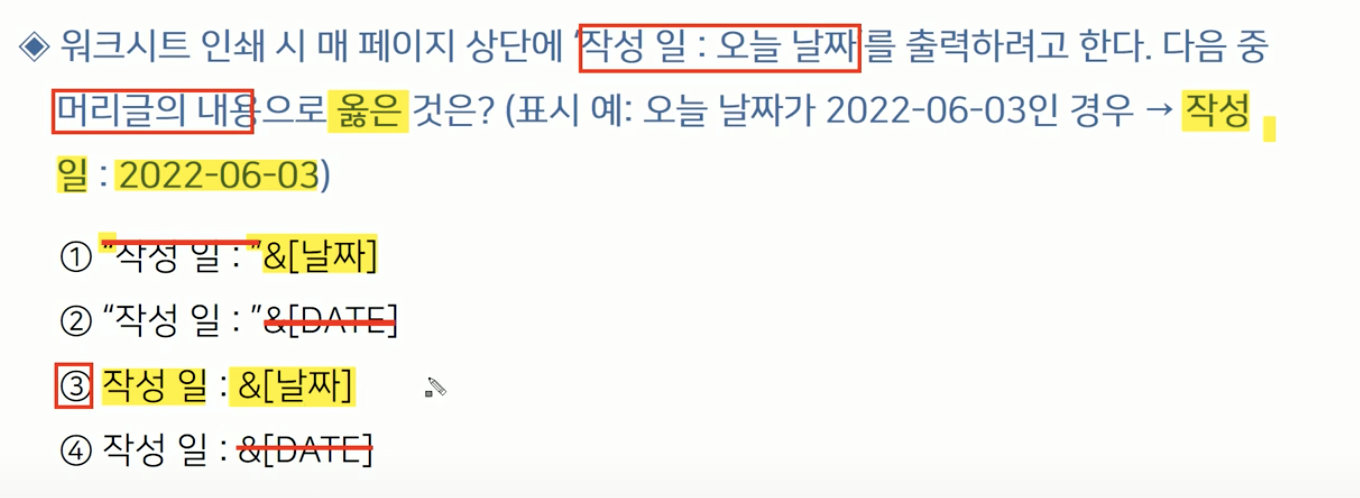 ◈ 워크시트 인쇄 시 매 페이지 상단에 '작성 일 : 오늘 날짜'를 출력하려고 한다. 다음 중
머리글의 내용으로 옳은 것은? (표시 예: 오늘 날짜가 2022-06-03인 경우 → 작성
일 : 2022-06-03)
① “작성 일 : ”&[날짜]
② “작성 일 : ”&[DATE]
③ 작성 일 : &[날짜]
④ 작성 일 : &[DATE]